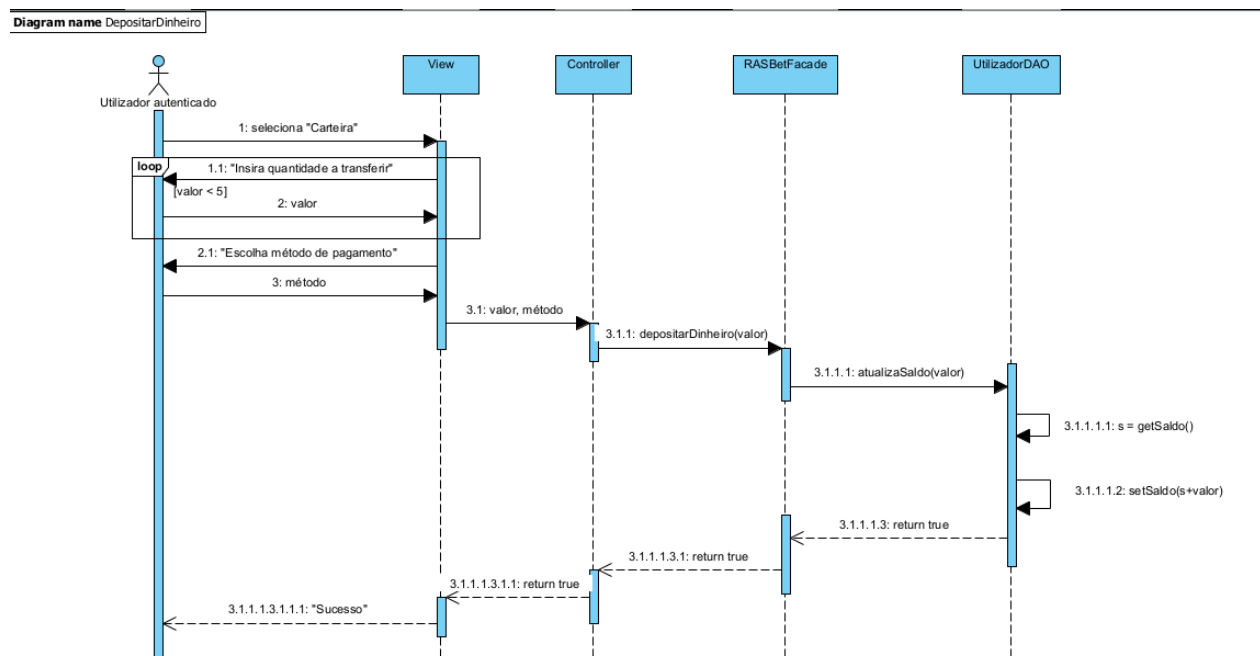 Diagram name DepositarDinheiro
View
Controller
RASBetFacade
UtilizadorDAO
Utilizador autenticado
1: seleciona "Carteira"
loop
1.1: "Insira quantidade a transferir"
[valor < 5]
2: valor
2.1: "Escolha método de pagamento"
3: método
3.1: valor, método
3.1.1: depositarDinheiro(valor)
3.1.1.1: atualizaSaldo(valor)
3.1.1.1.1: s = getSaldo()
3.1.1.1.2: setSaldo(s+valor)
3.1.1.1.3: return true
3.1.1.1.3.1: return true
3.1.1.1.3.1.1: return true
3.1.1.1.3.1.1.1: "Sucesso"